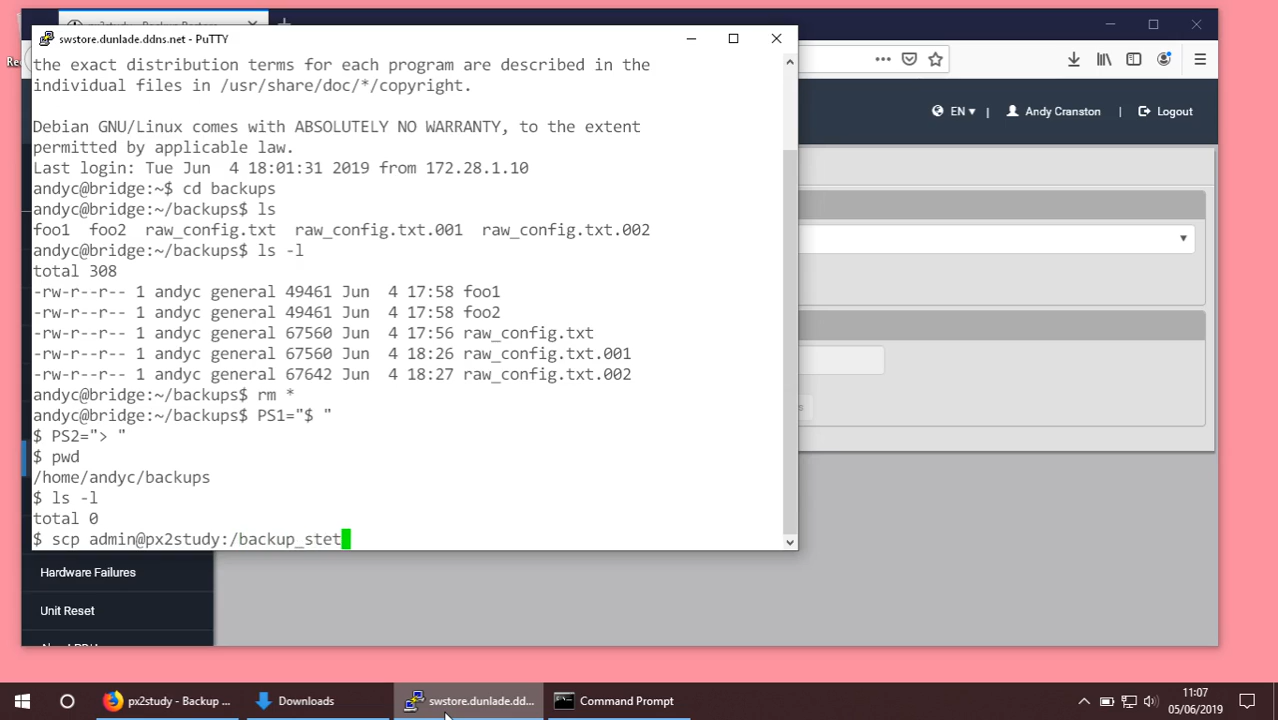 swstore.dunlade.ddns.net - PuTTY
the exact distribution terms for each program are described in the
individual files in /usr/share/doc/*/copyright.
Debian GNU/Linux comes with ABSOLUTELY NO WARRANTY, to the extent
permitted by applicable law.
Last login: Tue Jun  4 18:01:31 2019 from 172.28.1.10
andyc@bridge:~$ cd backups
andyc@bridge:~/backups$ ls
foo1  foo2  raw_config.txt  raw_config.txt.001  raw_config.txt.002
andyc@bridge:~/backups$ ls -l
total 308
-rw-r--r-- 1 andyc general 49461 Jun  4 17:58 foo1
-rw-r--r-- 1 andyc general 49461 Jun  4 17:58 foo2
-rw-r--r-- 1 andyc general 67560 Jun  4 17:56 raw_config.txt
-rw-r--r-- 1 andyc general 67560 Jun  4 18:26 raw_config.txt.001
-rw-r--r-- 1 andyc general 67642 Jun  4 18:27 raw_config.txt.002
andyc@bridge:~/backups$ rm *
andyc@bridge:~/backups$ PS1="$ "
$ PS2="> "
$ pwd
/home/andyc/backups
$ ls -l
total 0
$ scp admin@px2study:/backup_stet
EN
Andy Cranston
Logout
Hardware Failures
Unit Reset
px2study - Backup ...
Downloads
swstore.dunlade.dd...
Command Prompt
11:07
05/06/2019